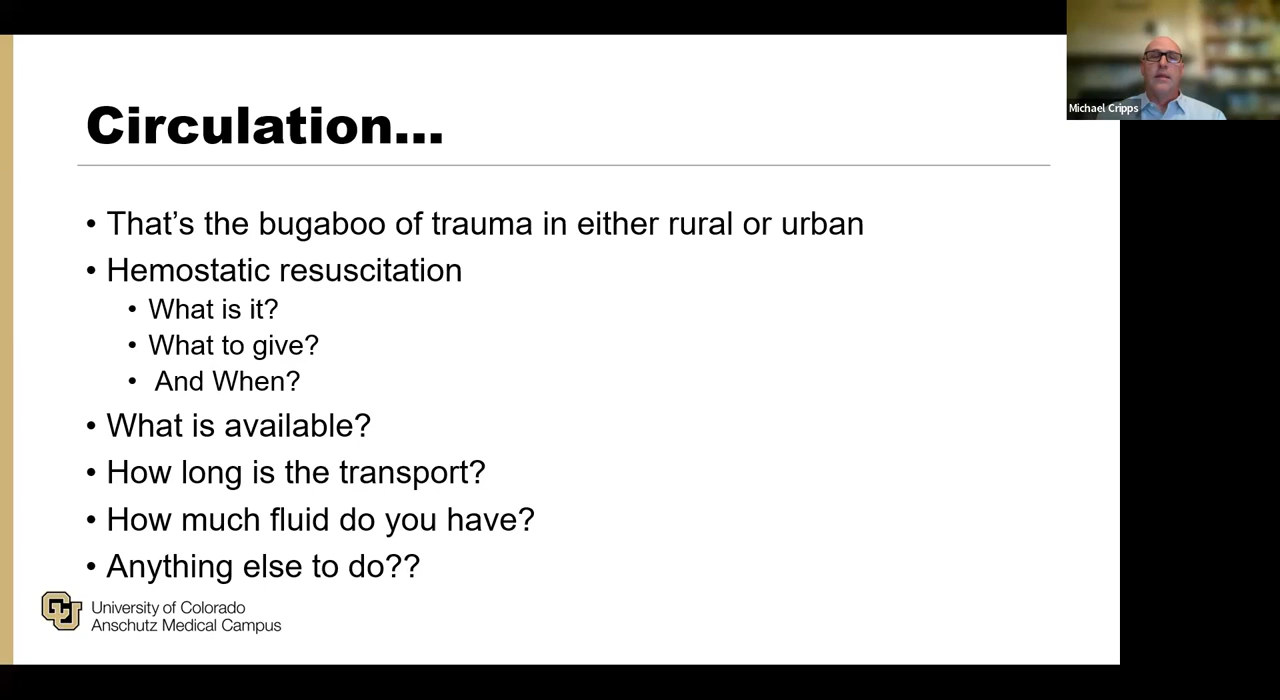 Circulation…
• That’s the bugaboo of trauma in either rural or urban
• Hemostatic resuscitation
• What is it?
• What to give?
• And When?
• What is available?
• How long is the transport?
• How much fluid do you have?
• Anything else to do??
University of Colorado
Anschutz Medical Campus
Michael Cripps